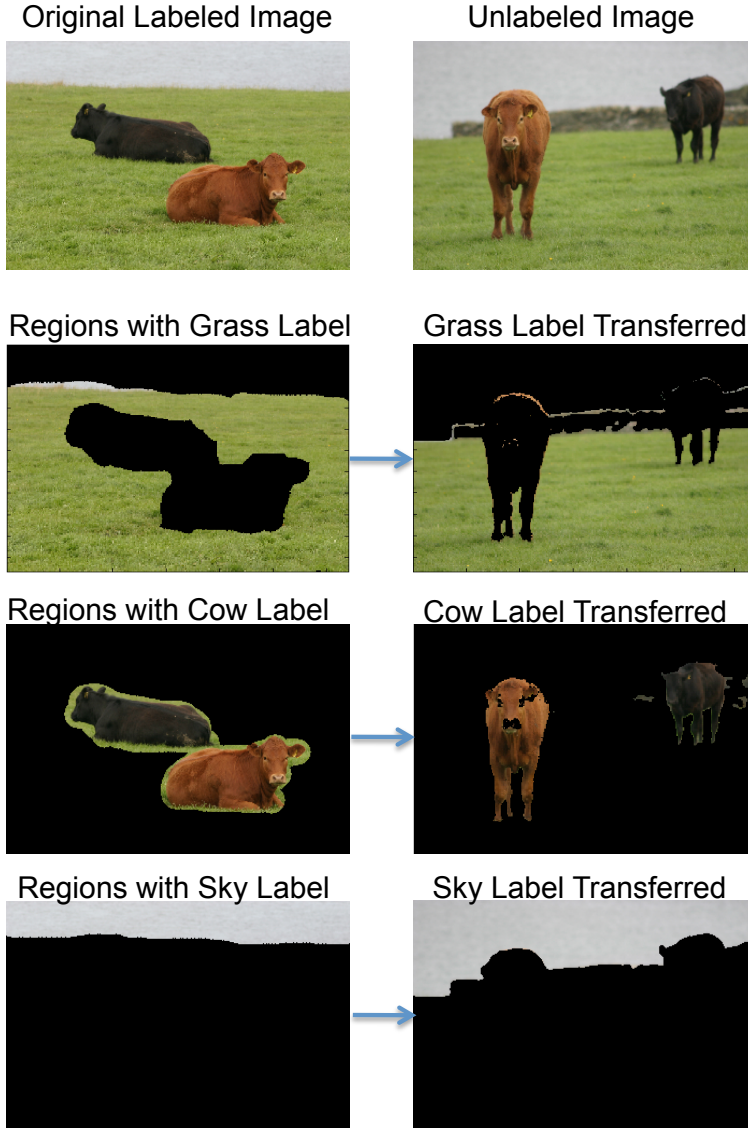 Original Labeled Image
Unlabeled Image
Regions with Grass Label
Grass Label Transferred
Regions with Cow Label
Cow Label Transferred
Regions with Sky Label
Sky Label Transferred